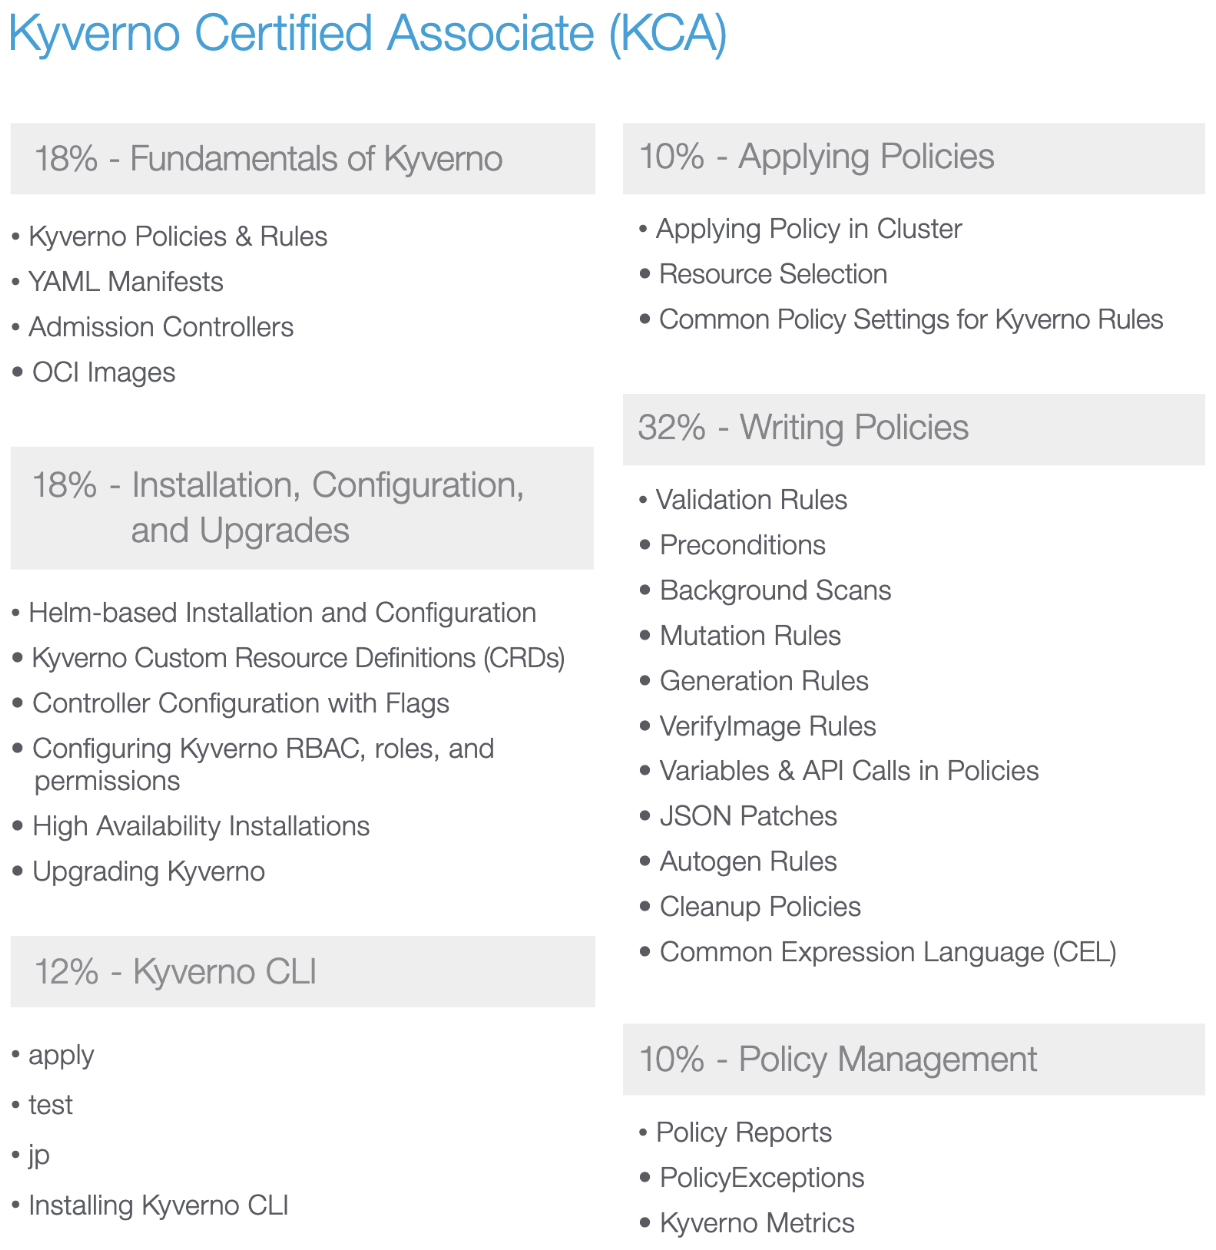 Kyverno Certified Associate (KCA)
18% - Fundamentals of Kyverno
• Kyverno Policies & Rules
• YAML Manifests
• Admission Controllers
• OCI Images
18% - Installation, Configuration,
and Upgrades
• Helm-based Installation and Configuration
• Kyverno Custom Resource Definitions (CRDs)
• Controller Configuration with Flags
• Configuring Kyverno RBAC, roles, and
permissions
• High Availability Installations
• Upgrading Kyverno
12% - Kyverno CLI
• apply
• test
• jp
• Installing Kyverno CLI
10% - Applying Policies
• Applying Policy in Cluster
• Resource Selection
• Common Policy Settings for Kyverno Rules
32% - Writing Policies
• Validation Rules
• Preconditions
• Background Scans
• Mutation Rules
• Generation Rules
• VerifyImage Rules
• Variables & API Calls in Policies
• JSON Patches
• Autogen Rules
• Cleanup Policies
• Common Expression Language (CEL)
10% - Policy Management
• Policy Reports
• PolicyExceptions
• Kyverno Metrics